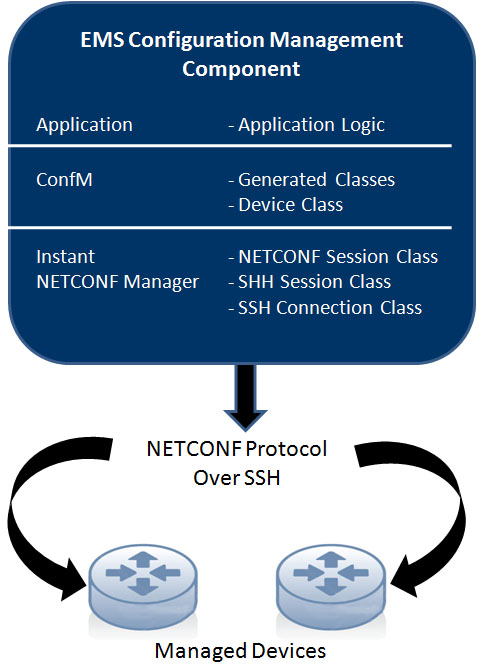 EMS Configuration Management
Component
Application - Application Logic
ConfM - Generated Classes
- Device Class
Instant - NETCONF Session Class
NETCONF Manager - SHH Session Class
- SSH Connection Class
NETCONF Protocol
Over SSH
Managed Devices